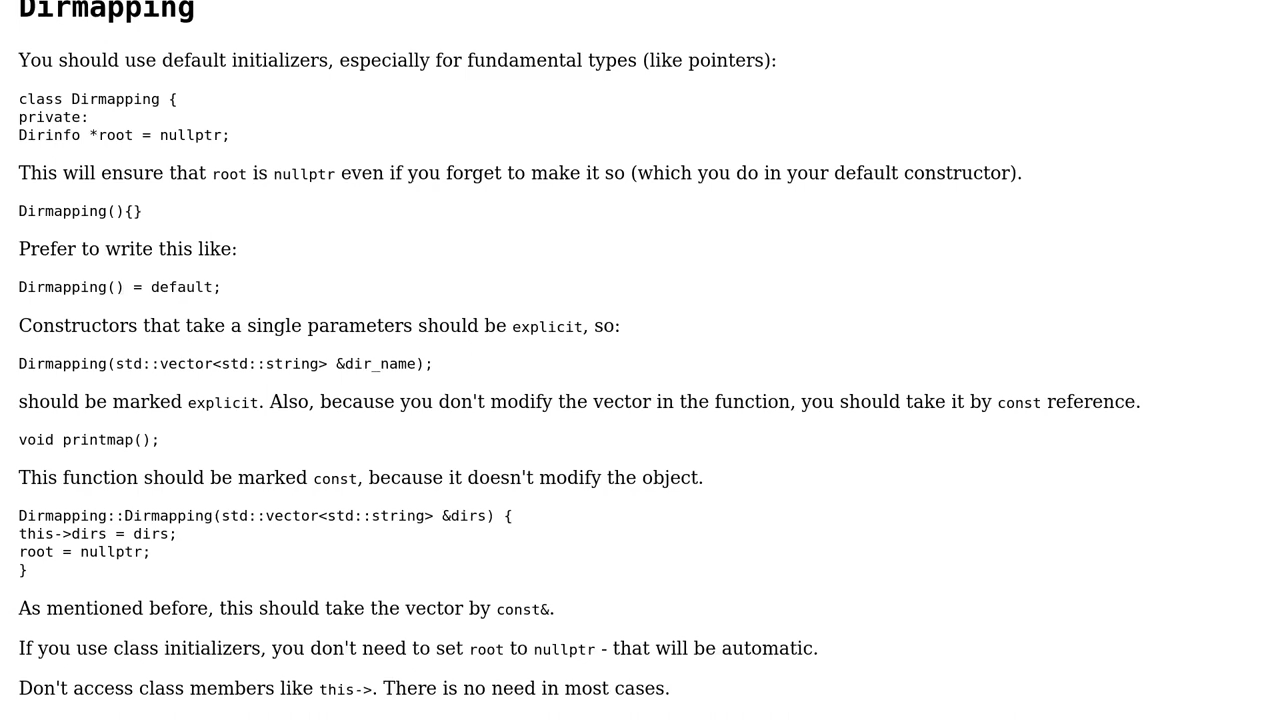 Dirmapping
You should use default initializers, especially for fundamental types (like pointers):
class Dirmapping {
private:
Dirinfo *root = nullptr;
This will ensure that root is nullptr even if you forget to make it so (which you do in your default constructor).
Dirmapping(){}
Prefer to write this like:
Dirmapping() = default;
Constructors that take a single parameters should be explicit, so:
Dirmapping(std::vector<std::string> &dir_name);
should be marked explicit. Also, because you don't modify the vector in the function, you should take it by const reference.
void printmap();
This function should be marked const, because it doesn't modify the object.
Dirmapping::Dirmapping(std::vector<std::string> &dirs) {
this->dirs = dirs;
root = nullptr;
}
As mentioned before, this should take the vector by const&.
If you use class initializers, you don't need to set root to nullptr - that will be automatic.
Don't access class members like this->. There is no need in most cases.